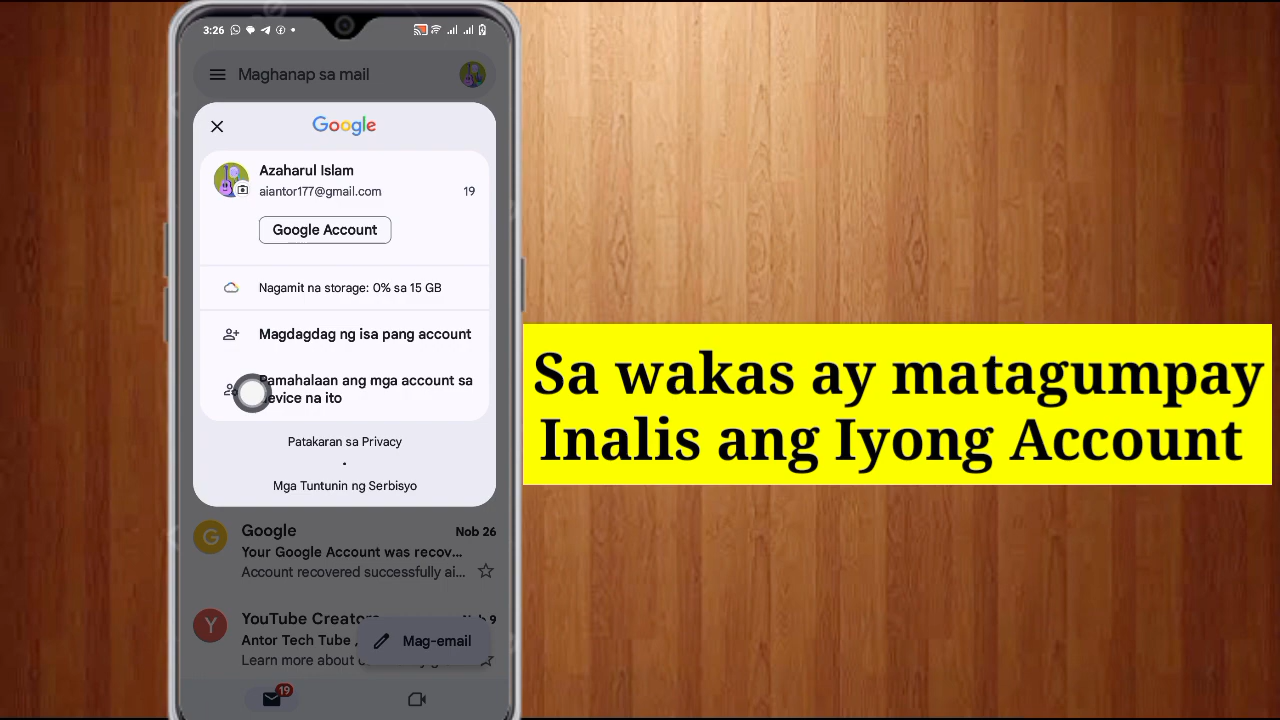 3:26
Maghanap sa mail
Google
Azaharul Islam
aiantor177@gmail.com
19
Google Account
Nagamit na storage: 0% sa 15 GB
Magdagdag ng isa pang account
Pamahalaan ang mga account sa
device na ito
Patakaran sa Privacy
Mga Tuntunin ng Serbisyo
G
Google
Nob 26
Your Google Account was recov...
Account recovered successfully ai...
Y
YouTube Creators
Nob 9
Antor Tech Tube ,
Learn more about
Mag-email
19
Sa wakas ay matagumpay
Inalis ang Iyong Account